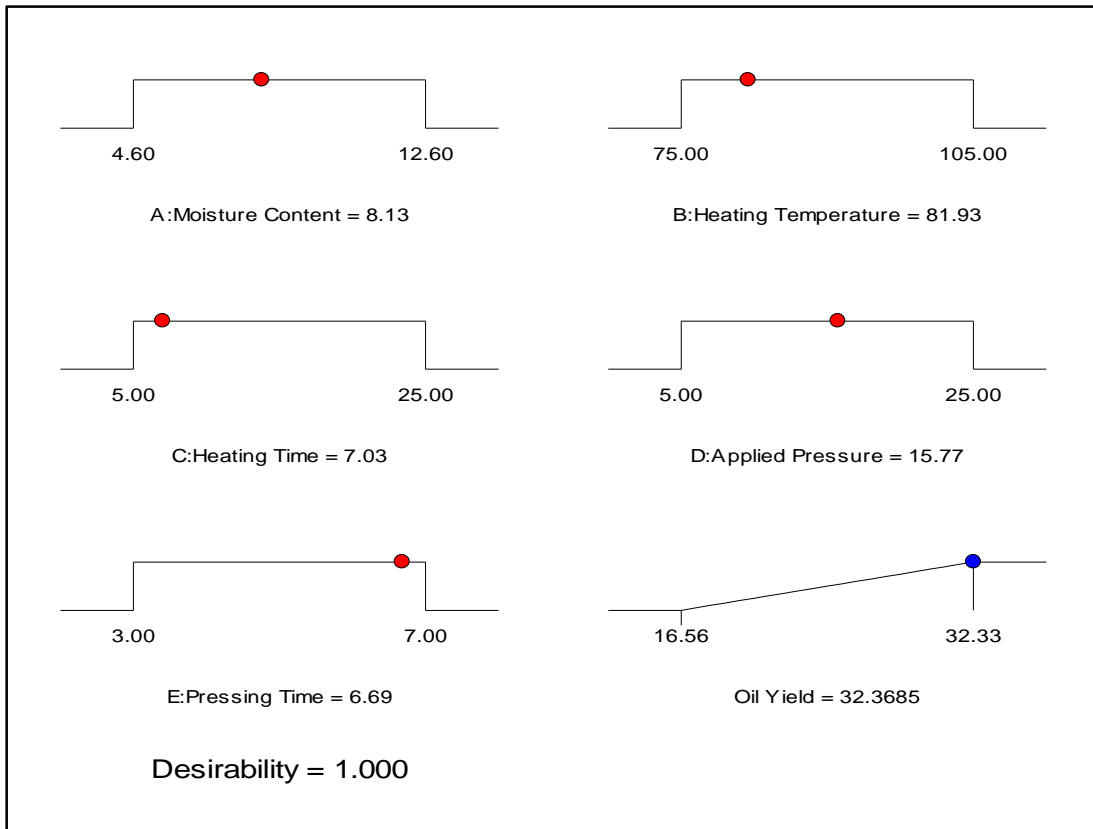 4.60 12.60
A:Moisture Content = 8.13
75.00 105.00
B:Heating Temperature = 81.93
5.00 25.00
C:Heating Time = 7.03
5.00 25.00
D:Applied Pressure = 15.77
3.00 7.00
E:Pressing Time = 6.69
16.56 32.33
Oil Yield = 32.3685
Desirability = 1.000